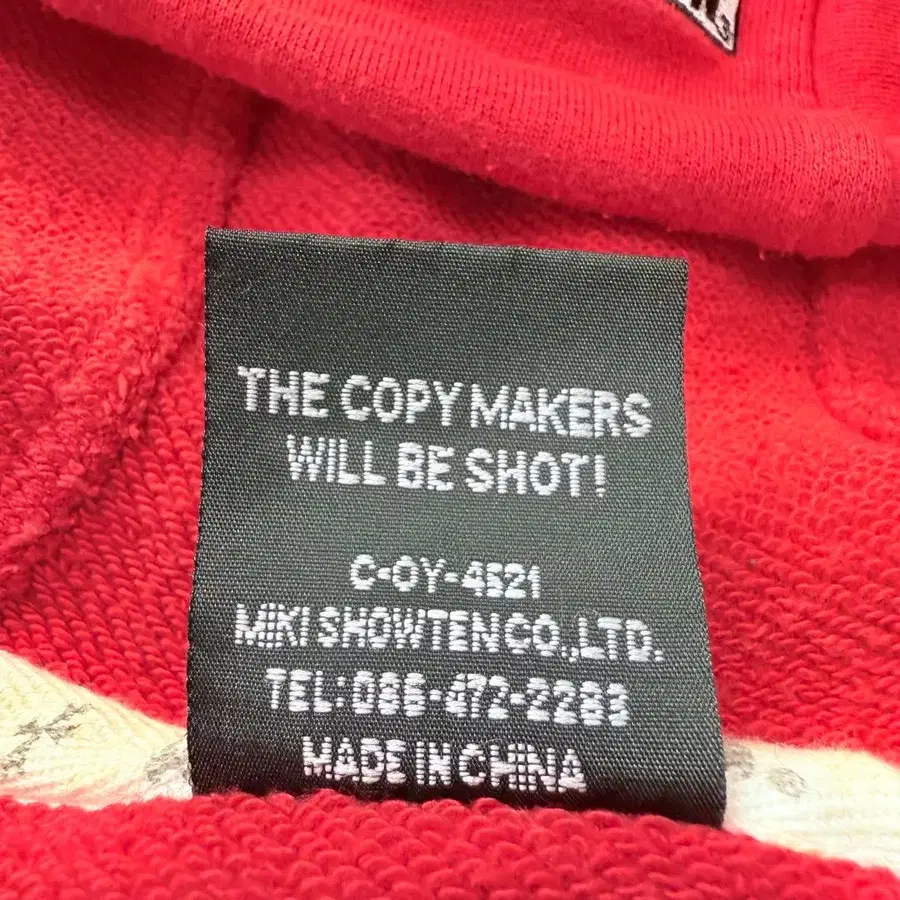 THE COPY MAKERS
WILL BE SHOT!
C-OY-4521
MIKI SHOWTEN CO.,LTD.
TEL:086-472-2283
MADE IN CHINA